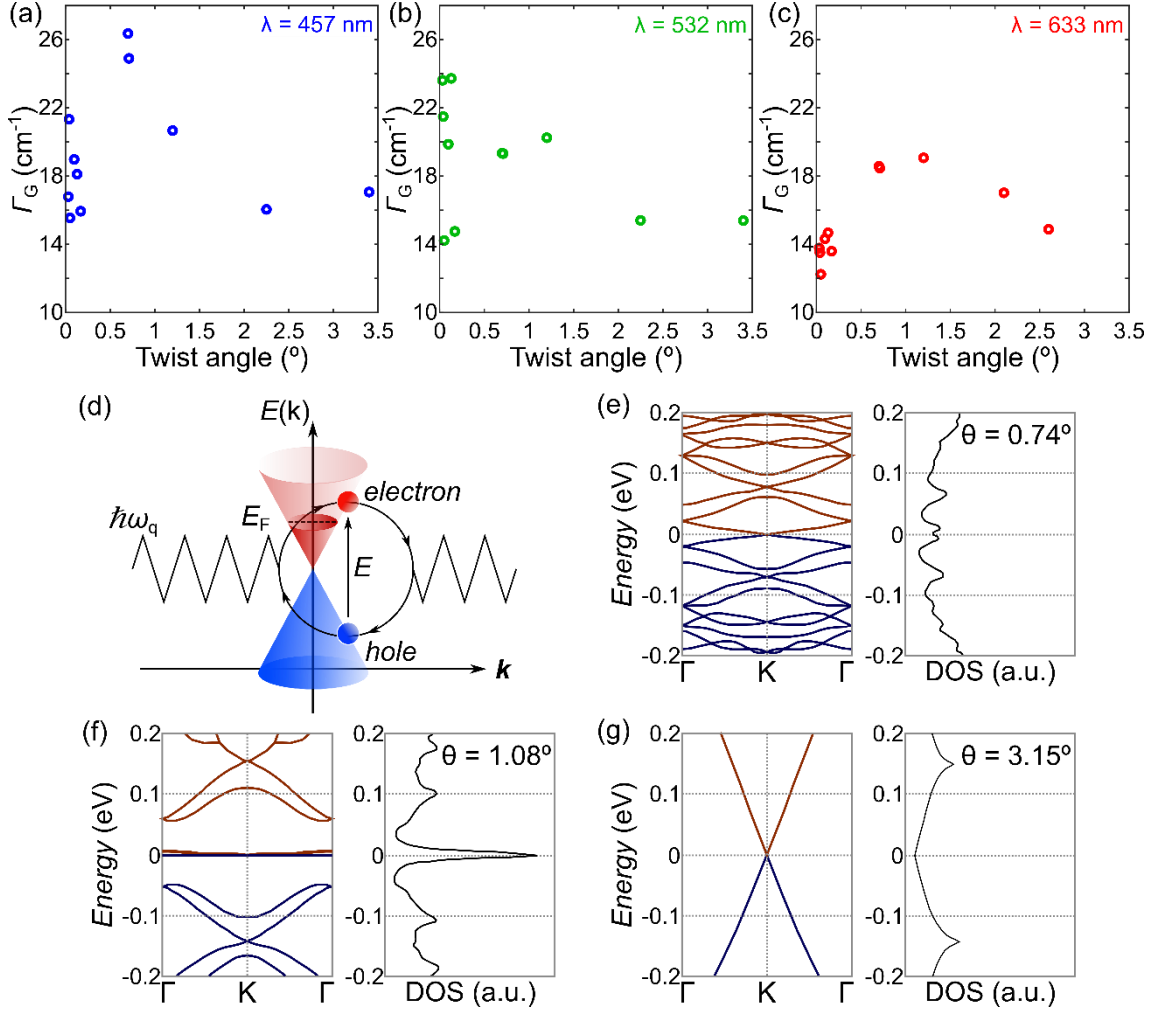 (a)
λ = 457 nm
Γ_G (cm⁻¹)
26
22
18
14
10
0 0.5 1 1.5 2 2.5 3 3.5
Twist angle (º)
(b)
λ = 532 nm
Γ_G (cm⁻¹)
26
22
18
14
10
0 0.5 1 1.5 2 2.5 3 3.5
Twist angle (º)
(c)
λ = 633 nm
Γ_G (cm⁻¹)
26
22
18
14
10
0 0.5 1 1.5 2 2.5 3 3.5
Twist angle (º)
(d)
E(k)
electron
ħω_q
E_F
E
hole
k
(e)
Energy (eV)
0.2
0.1
0
-0.1
-0.2
Γ K Γ
θ = 0.74º
DOS (a.u.)
(f)
Energy (eV)
0.2
0.1
0
-0.1
-0.2
Γ K Γ
θ = 1.08º
DOS (a.u.)
(g)
Energy (eV)
0.2
0.1
0
-0.1
-0.2
Γ K Γ
θ = 3.15º
DOS (a.u.)